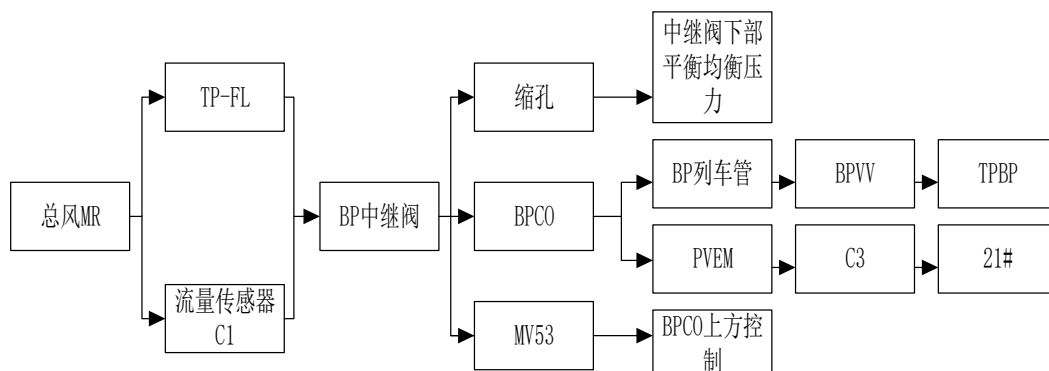 总风MR
TP-FL
流量传感器
C1
BP中继阀
缩孔
BPCO
MV53
中继阀下部
平衡均衡压
力
BP列车管
BPVV
TPBP
PVEM
C3
21#
BPCO上方控
制